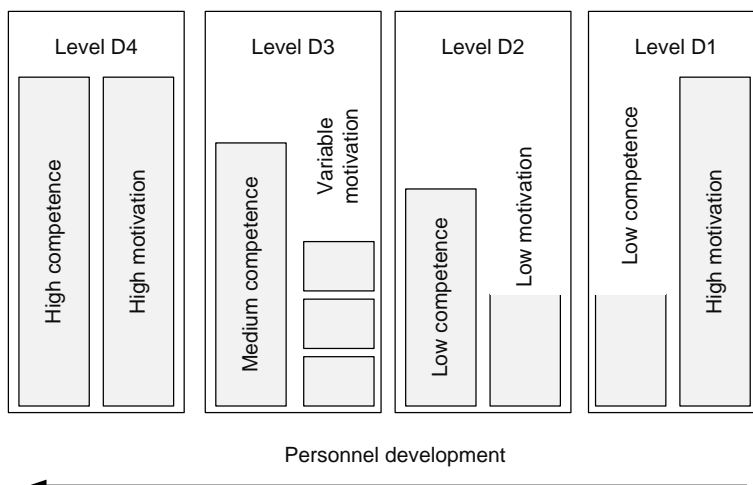 Level D4
High competence
High motivation
Level D3
Medium competence
Variable
motivation
Level D2
Low competence
Low motivation
Level D1
Low competence
High motivation
Personnel development